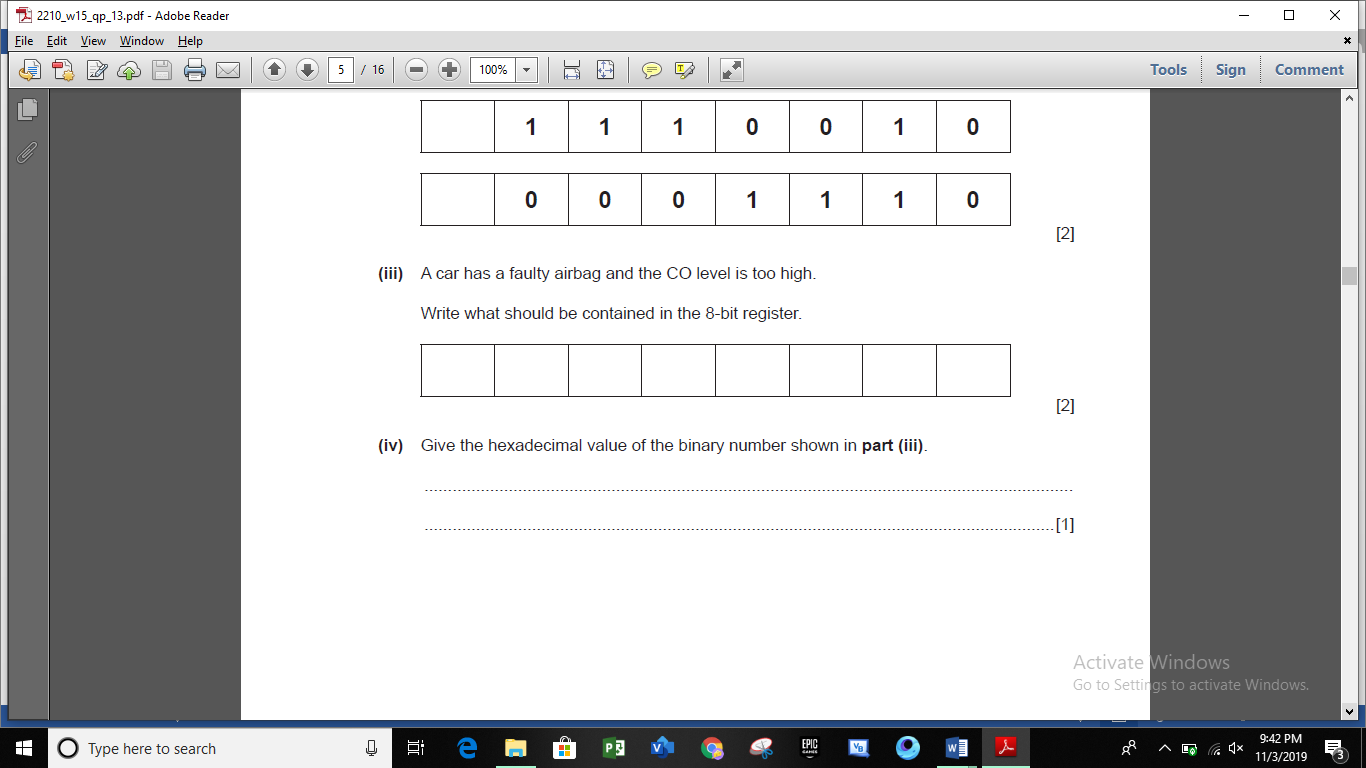 2210_w15_qp_13.pdf - Adobe Reader
File Edit View Window Help
5 / 16 100% Tools Sign Comment
1 1 1 0 0 1 0
0 0 0 1 1 1 0
[2]
(iii) A car has a faulty airbag and the CO level is too high.
Write what should be contained in the 8-bit register.
[2]
(iv) Give the hexadecimal value of the binary number shown in part (iii).
[1]
Activate Windows
Go to Settings to activate Windows.
Type here to search
EPIC GAMES
VB
9:42 PM
11/3/2019
3